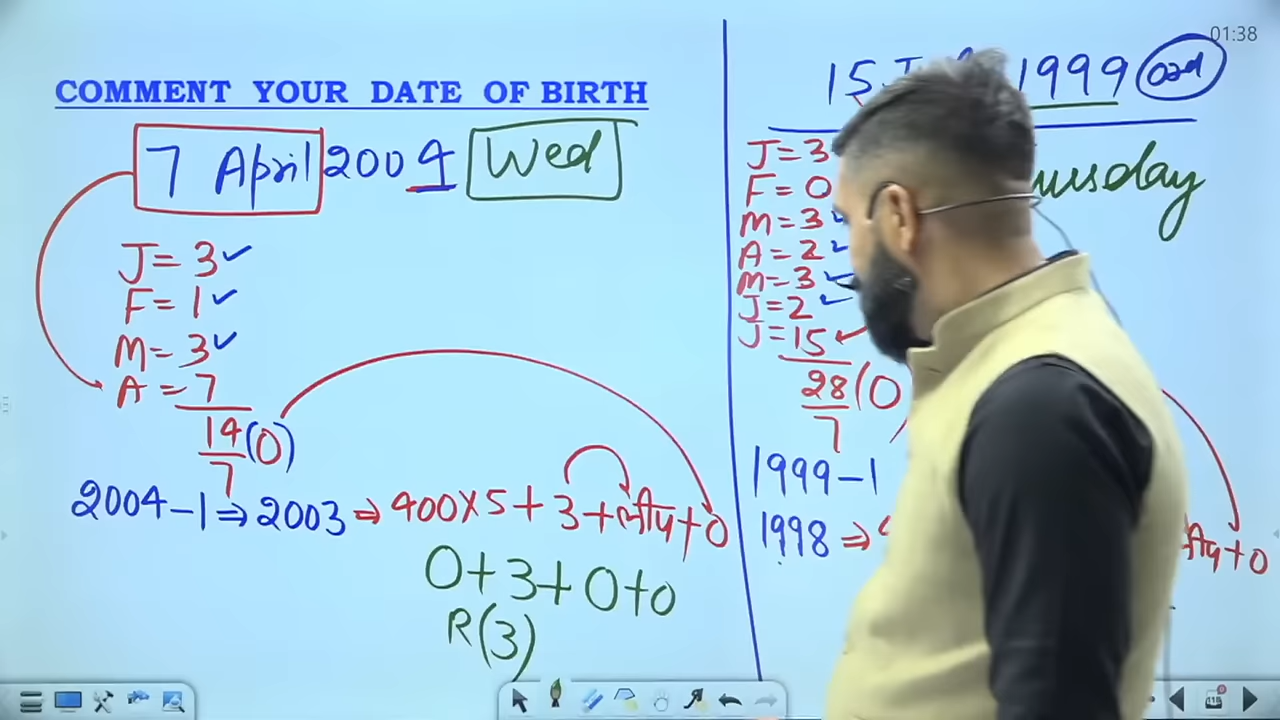 01:38
COMMENT YOUR DATE OF BIRTH
7 April 2004 Wed
J = 3 ✓
F = 1 ✓
M = 3 ✓
A = 7
14 (0)
7
2004 - 1 ⇒ 2003 ⇒ 400 × 5 + 3 + + 0
0 + 3 + 0 + 0
R (3)
15 1999 odd
ursday
J = 3
F = 0
M = 3 ✓
A = 2 ✓
M = 3 ✓
J = 2 ✓
J = 15
28 (0
7
1999 - 1
1998 ⇒ + 0